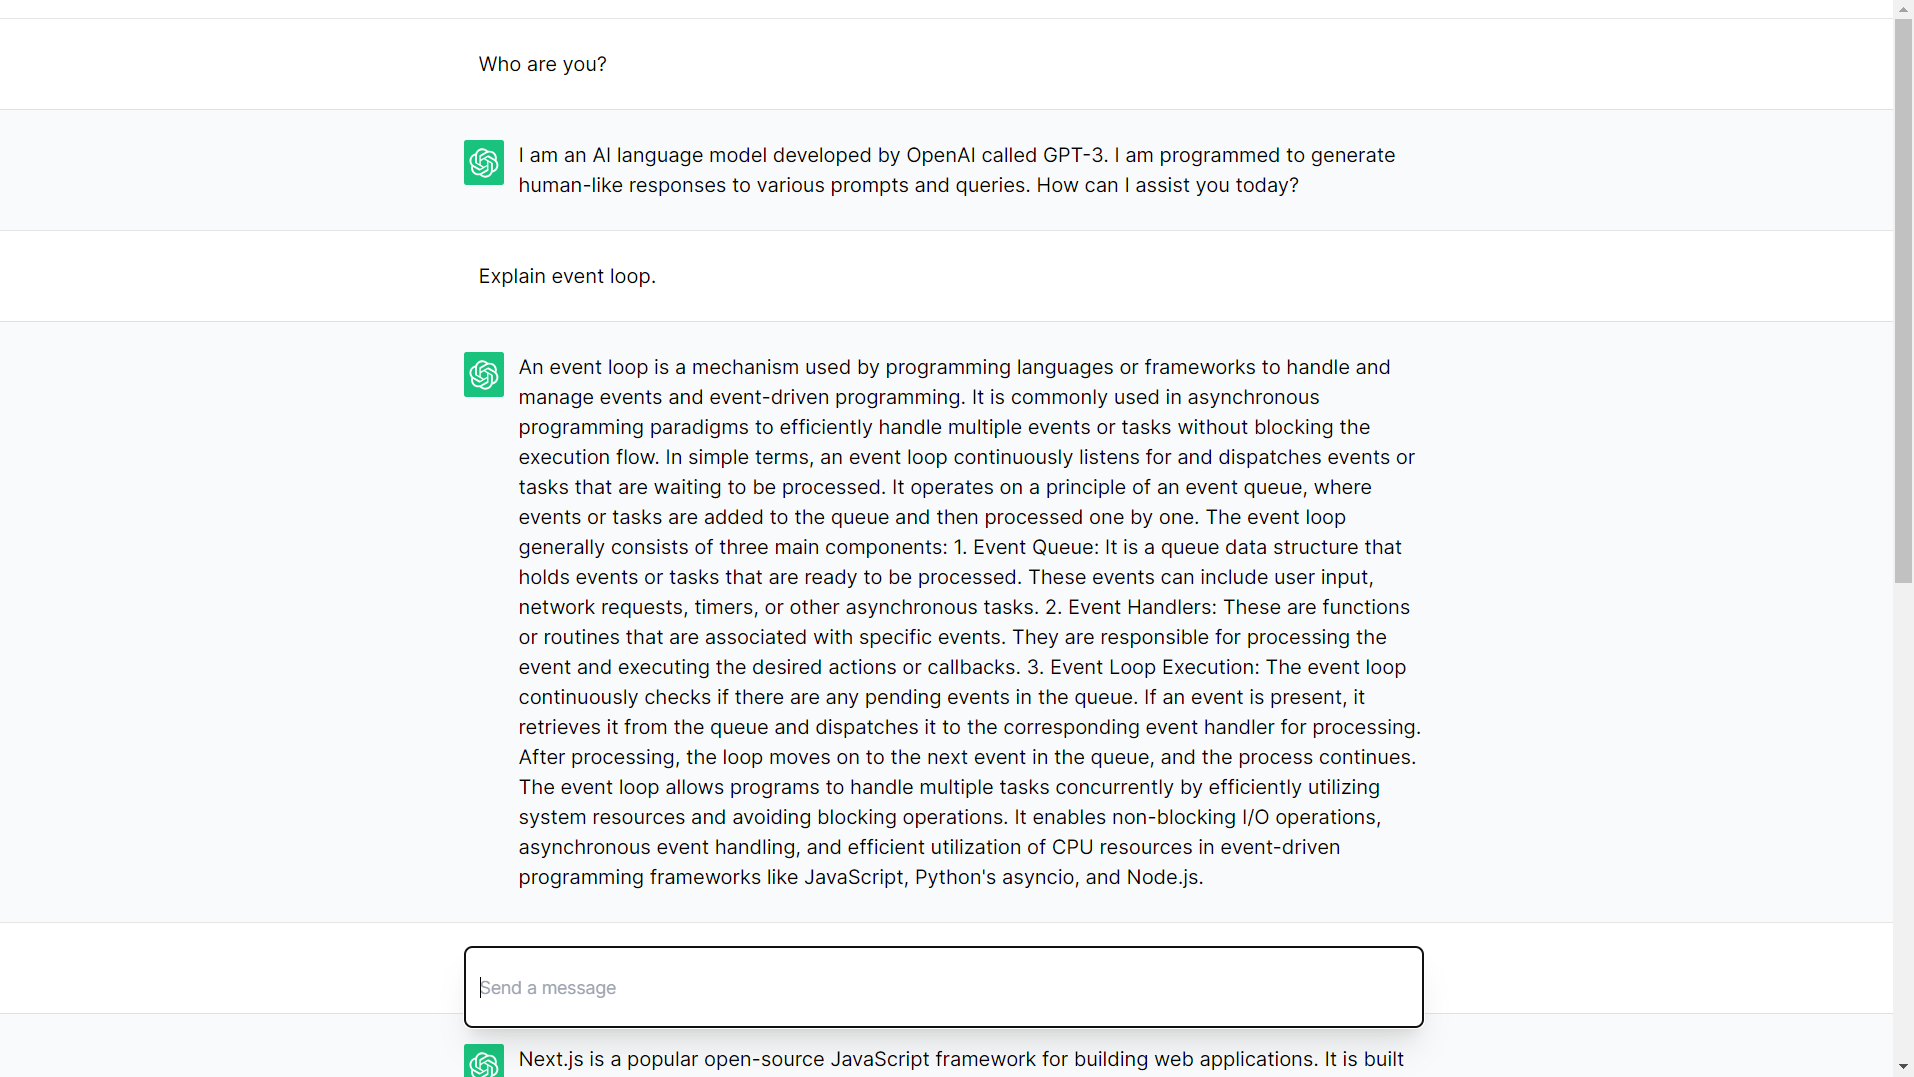 Who are you?
I am an AI language model developed by OpenAI called GPT-3. I am programmed to generate
human-like responses to various prompts and queries. How can I assist you today?
Explain event loop.
An event loop is a mechanism used by programming languages or frameworks to handle and
manage events and event-driven programming. It is commonly used in asynchronous
programming paradigms to efficiently handle multiple events or tasks without blocking the
execution flow. In simple terms, an event loop continuously listens for and dispatches events or
tasks that are waiting to be processed. It operates on a principle of an event queue, where
events or tasks are added to the queue and then processed one by one. The event loop
generally consists of three main components: 1. Event Queue: It is a queue data structure that
holds events or tasks that are ready to be processed. These events can include user input,
network requests, timers, or other asynchronous tasks. 2. Event Handlers: These are functions
or routines that are associated with specific events. They are responsible for processing the
event and executing the desired actions or callbacks. 3. Event Loop Execution: The event loop
continuously checks if there are any pending events in the queue. If an event is present, it
retrieves it from the queue and dispatches it to the corresponding event handler for processing.
After processing, the loop moves on to the next event in the queue, and the process continues.
The event loop allows programs to handle multiple tasks concurrently by efficiently utilizing
system resources and avoiding blocking operations. It enables non-blocking I/O operations,
asynchronous event handling, and efficient utilization of CPU resources in event-driven
programming frameworks like JavaScript, Python's asyncio, and Node.js.
Send a message
Next.js is a popular open-source JavaScript framework for building web applications. It is built